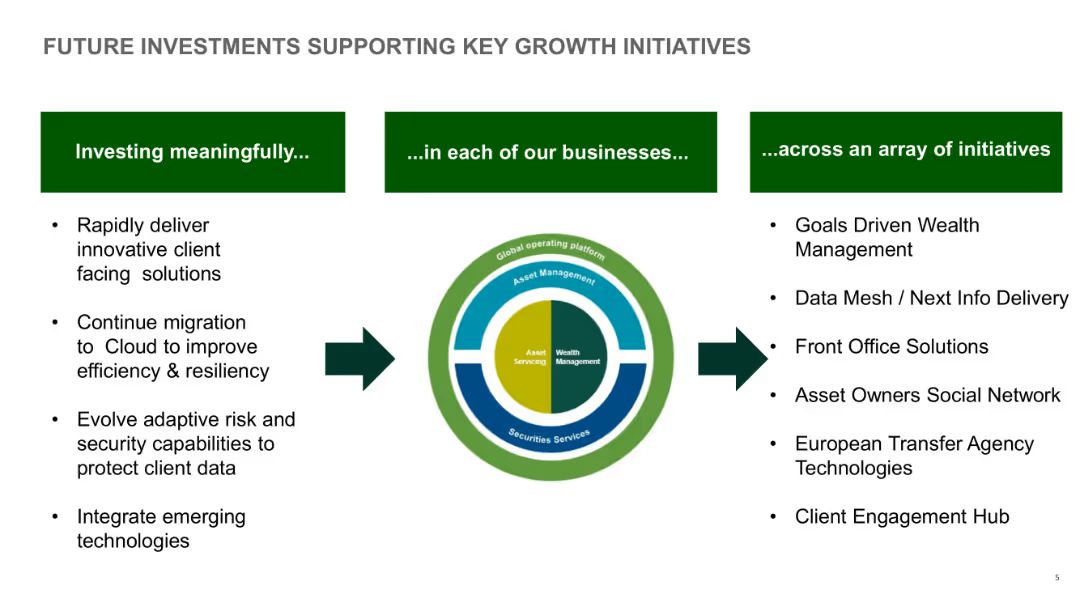 FUTURE INVESTMENTS SUPPORTING KEY GROWTH INITIATIVES
Investing meaningfully...
• Rapidly deliver
innovative client
facing solutions
• Continue migration
to Cloud to improve
efficiency & resiliency
• Evolve adaptive risk and
security capabilities to
protect client data
• Integrate emerging
technologies
...in each of our businesses...
Global operating platform
Asset Management
Asset
Servicing
Wealth
Management
Securities Services
...across an array of initiatives
• Goals Driven Wealth
Management
• Data Mesh / Next Info Delivery
• Front Office Solutions
• Asset Owners Social Network
• European Transfer Agency
Technologies
• Client Engagement Hub
5